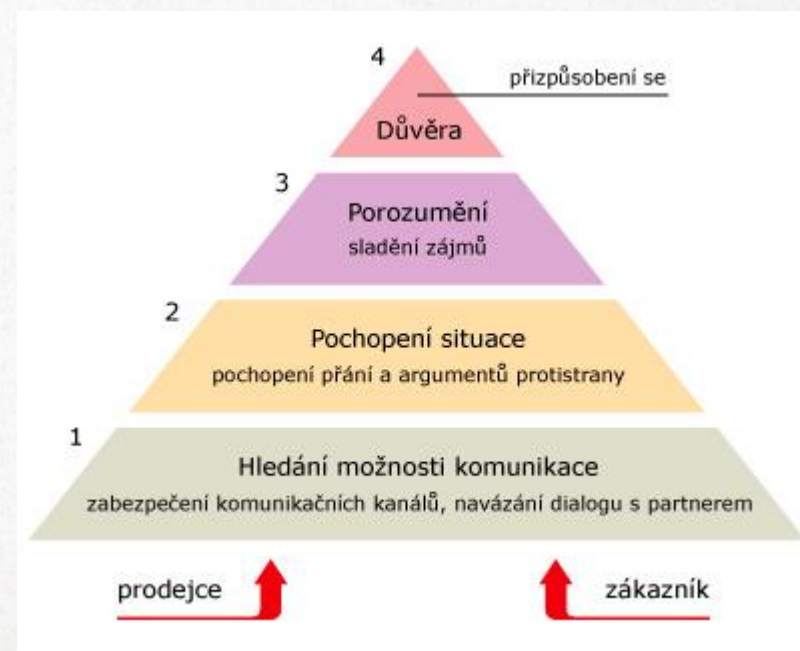 4
přizpůsobení se
Důvěra
3
Porozumění
sladění zájmů
2
Pochopení situace
pochopení přání a argumentů protistrany
1
Hledání možnosti komunikace
zabezpečení komunikačních kanálů, navázání dialogu s partnerem
prodejce
zákazník